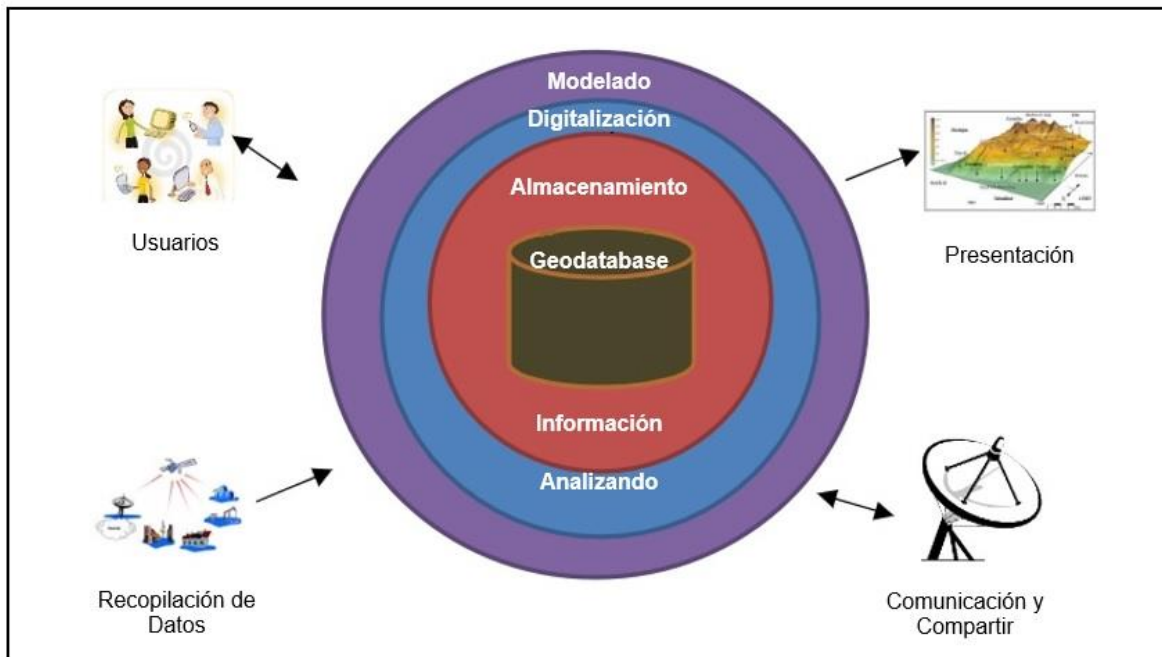 Modelado
Digitalización
Almacenamiento
Geodatabase
Información
Analizando
Usuarios
Presentación
Recopilación de
Datos
Comunicación y
Compartir